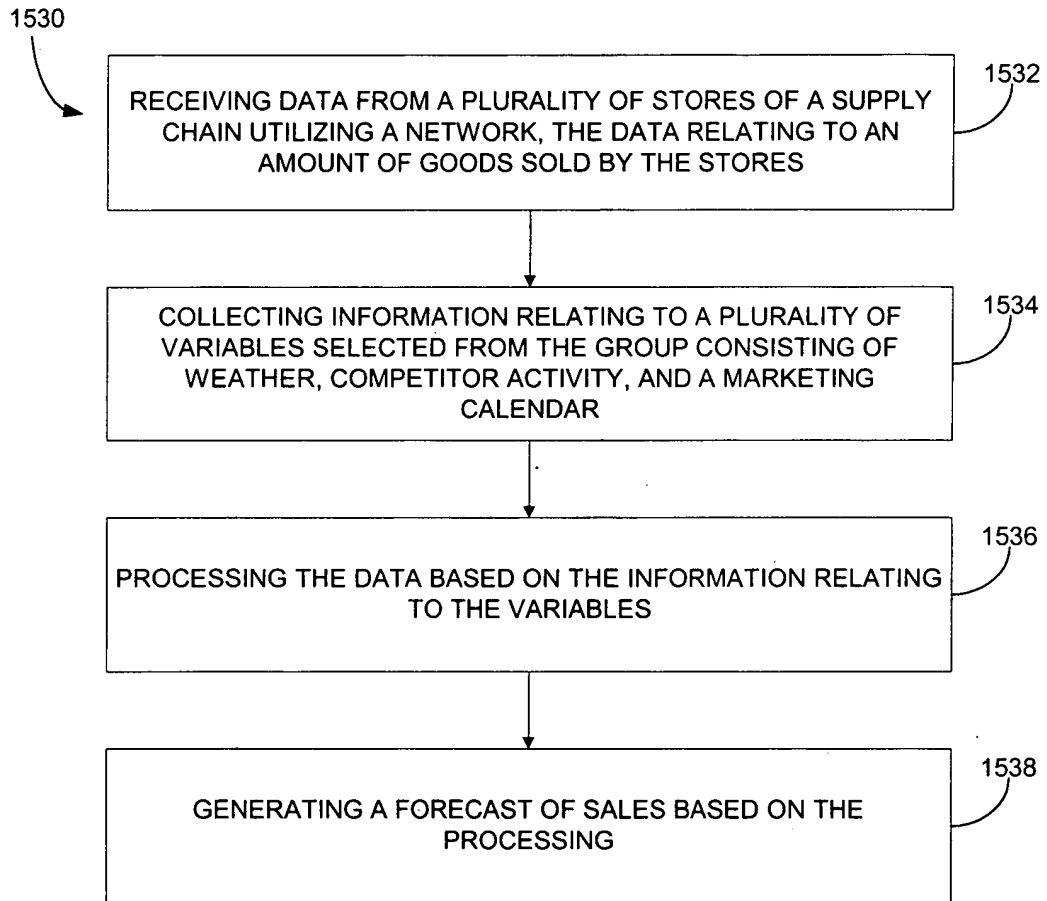 1530
1532
RECEIVING DATA FROM A PLURALITY OF STORES OF A SUPPLY
CHAIN UTILIZING A NETWORK, THE DATA RELATING TO AN
AMOUNT OF GOODS SOLD BY THE STORES
1534
COLLECTING INFORMATION RELATING TO A PLURALITY OF
VARIABLES SELECTED FROM THE GROUP CONSISTING OF
WEATHER, COMPETITOR ACTIVITY, AND A MARKETING
CALENDAR
1536
PROCESSING THE DATA BASED ON THE INFORMATION RELATING
TO THE VARIABLES
1538
GENERATING A FORECAST OF SALES BASED ON THE
PROCESSING